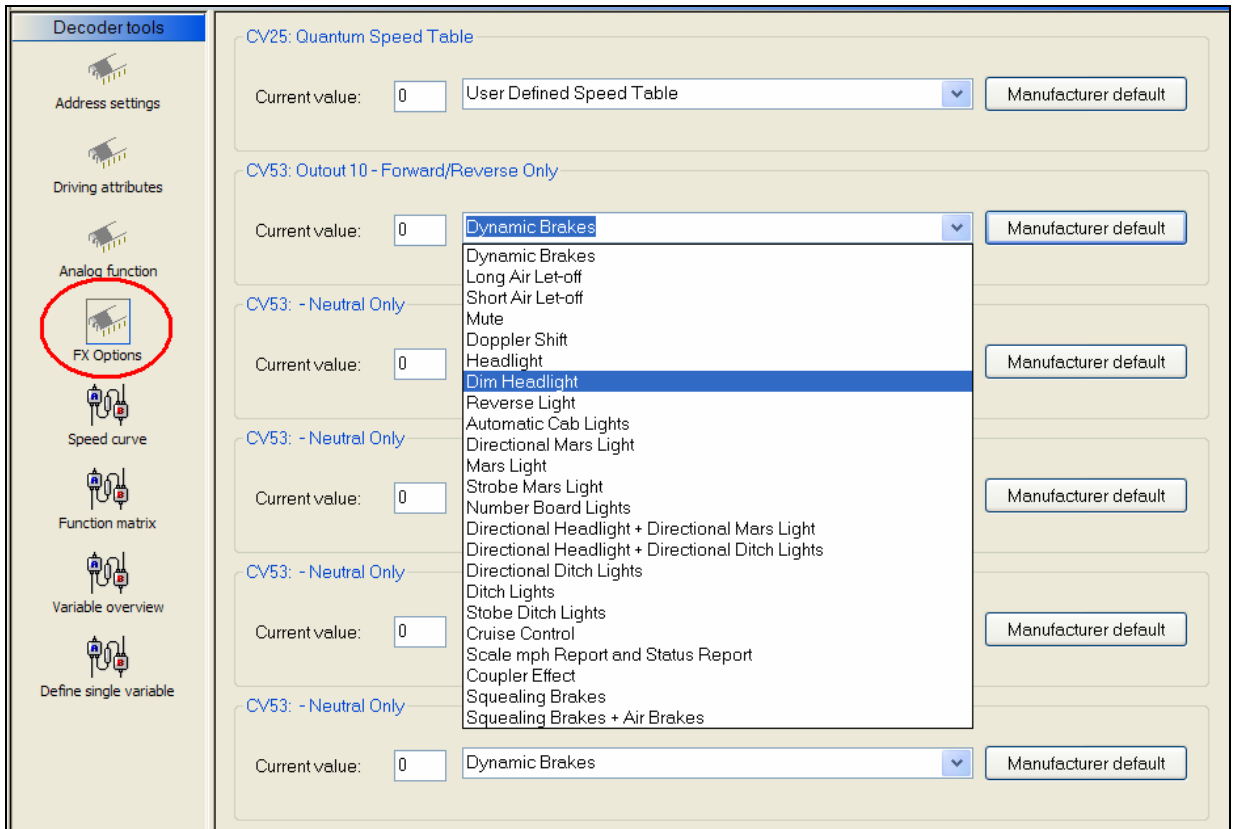 Decoder tools
Address settings
Driving attributes
Analog function
FX Options
Speed curve
Function matrix
Variable overview
Define single variable
CV25: Quantum Speed Table
Current value: 0 User Defined Speed Table Manufacturer default
CV53: Outout 10 - Forward/Reverse Only
Current value: 0 Dynamic Brakes Manufacturer default
Dynamic Brakes
Long Air Let-off
Short Air Let-off
Mute
Doppler Shift
Headlight
Dim Headlight
Reverse Light
Automatic Cab Lights
Directional Mars Light
Mars Light
Strobe Mars Light
Number Board Lights
Directional Headlight + Directional Mars Light
Directional Headlight + Directional Ditch Lights
Directional Ditch Lights
Ditch Lights
Stobe Ditch Lights
Cruise Control
Scale mph Report and Status Report
Coupler Effect
Squealing Brakes
Squealing Brakes + Air Brakes
CV53: - Neutral Only
Current value: 0 Manufacturer default
CV53: - Neutral Only
Current value: 0 Manufacturer default
CV53: - Neutral Only
Current value: 0 Manufacturer default
CV53: - Neutral Only
Current value: 0 Dynamic Brakes Manufacturer default